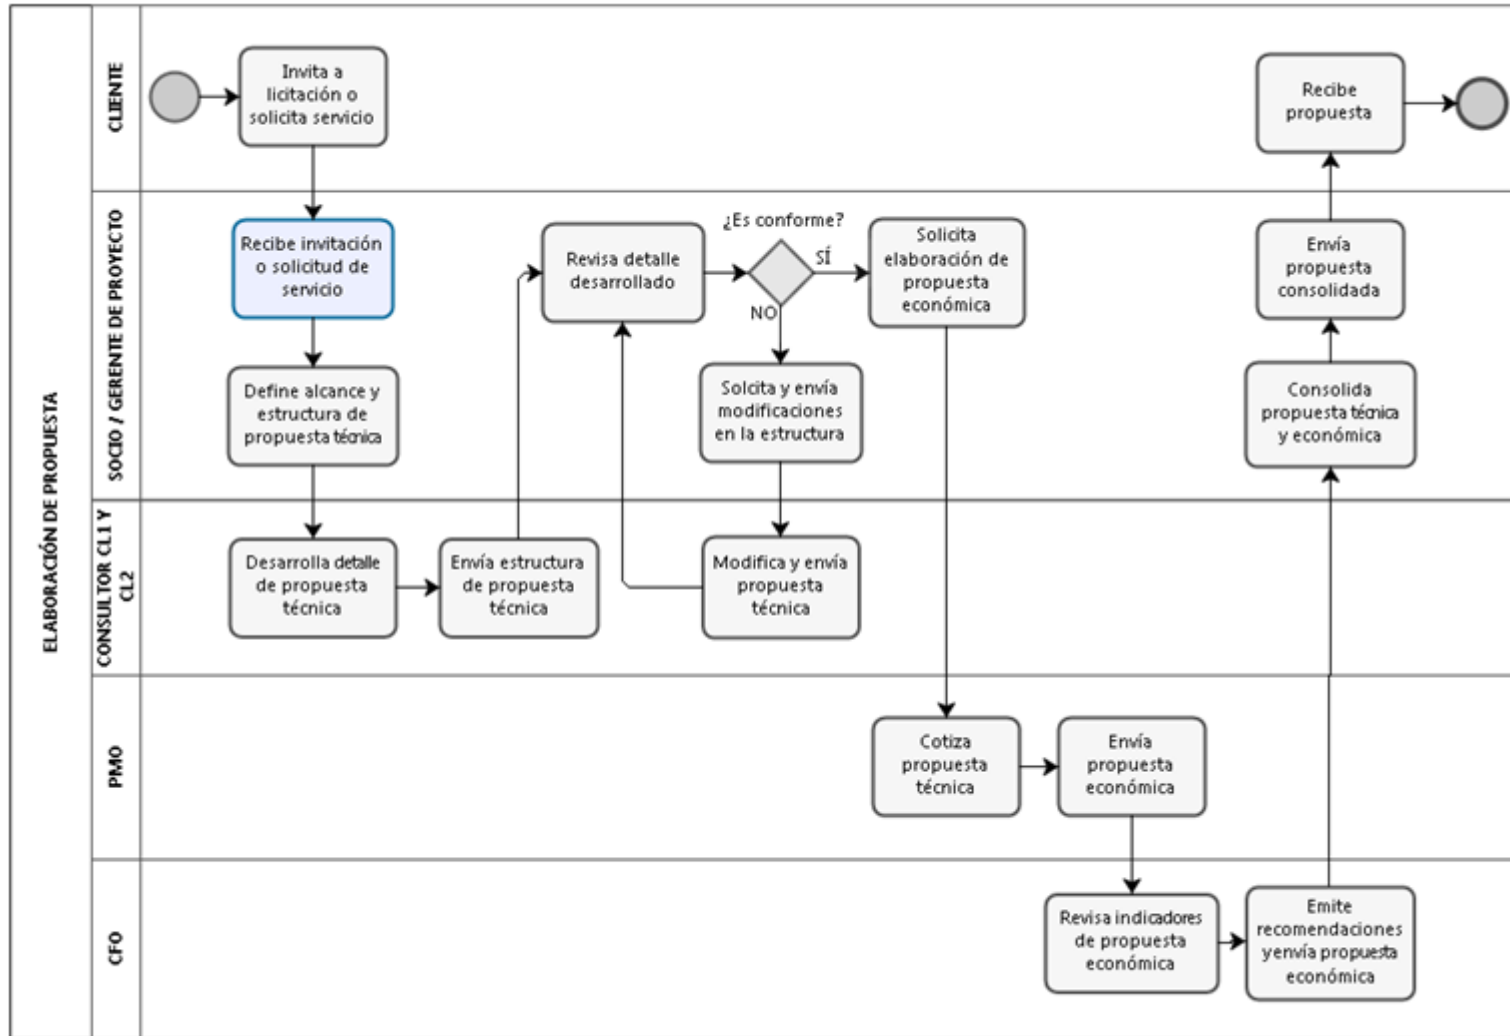 ELABORACIÓN DE PROPUESTA
CLIENTE
Invita a
licitación o
solicita servicio
Recibe
propuesta
SOCIO / GERENTE DE PROYECTO
Recibe invitación
o solicitud de
servicio
Define alcance y
estructura de
propuesta técnica
Revisa detalle
desarrollado
¿Es conforme?
SÍ
NO
Solicita
elaboración de
propuesta
económica
Solcita y envía
modificaciones
en la estructura
Envía
propuesta
consolidada
Consolida
propuesta técnica
y económica
CONSULTOR CL1 Y
CL2
Desarrolla detalle
de propuesta
técnica
Envía estructura
de propuesta
técnica
Modifica y envía
propuesta
técnica
PMO
Cotiza
propuesta
técnica
Envía
propuesta
económica
CFO
Revisa indicadores
de propuesta
económica
Emite
recomendaciones
y envía propuesta
económica